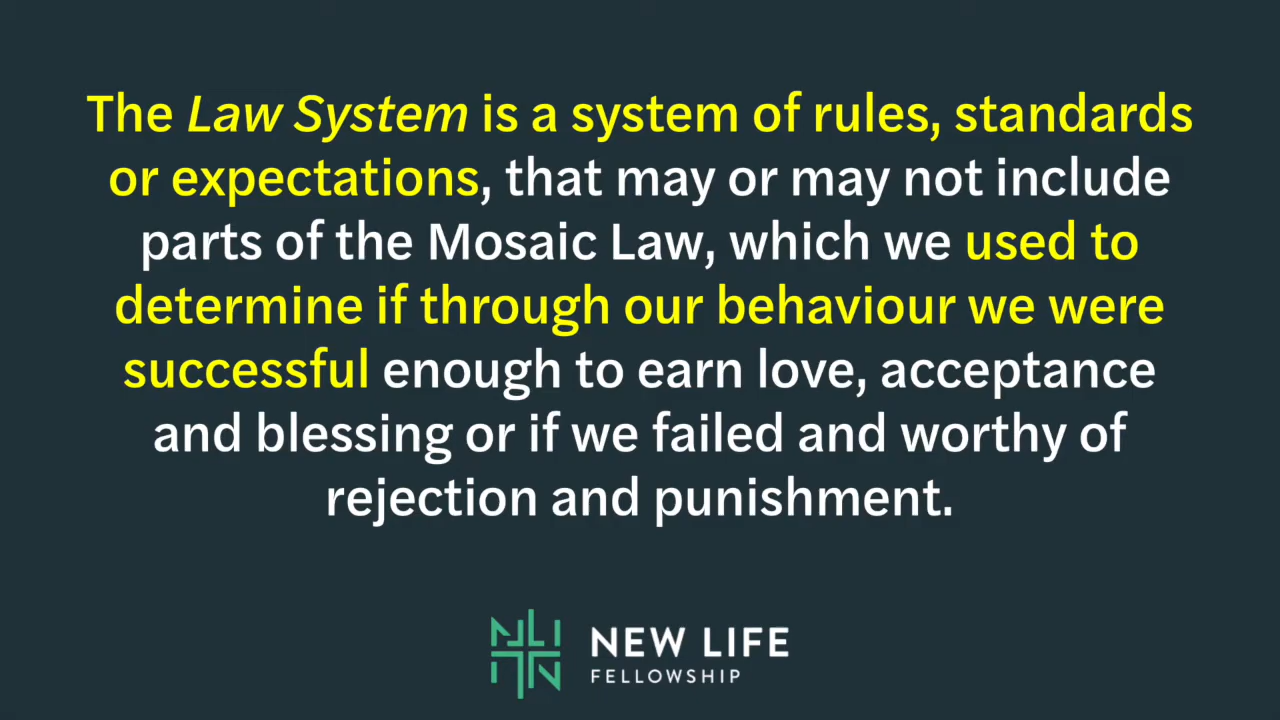 The Law System is a system of rules, standards
or expectations, that may or may not include
parts of the Mosaic Law, which we used to
determine if through our behaviour we were
successful enough to earn love, acceptance
and blessing or if we failed and worthy of
rejection and punishment.
NEW LIFE
FELLOWSHIP